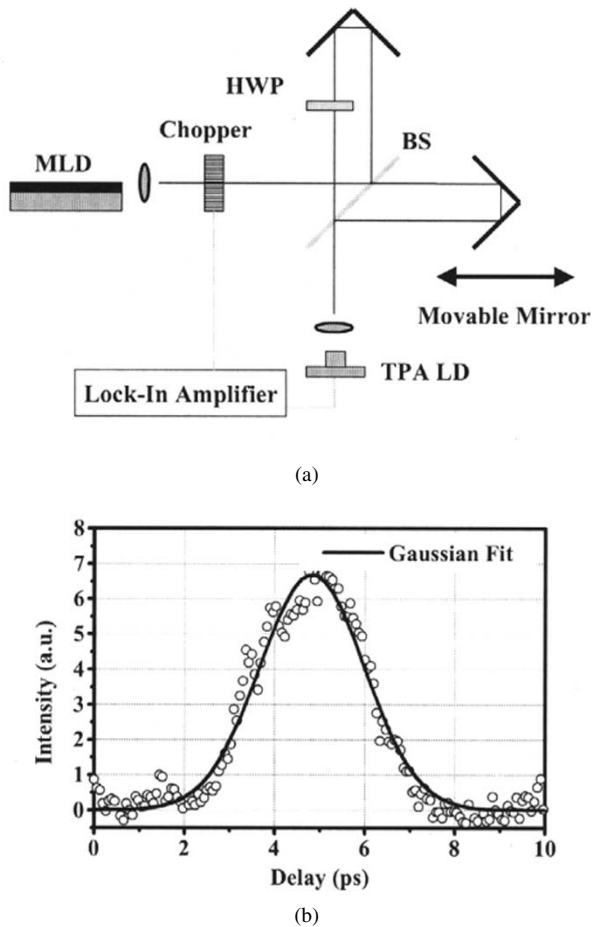 HWP
Chopper
BS
MLD
Movable Mirror
TPA LD
Lock-In Amplifier
(a)
8
7
6
5
4
3
2
1
0
Intensity (a.u.)
Gaussian Fit
0 2 4 6 8 10
Delay (ps)
(b)